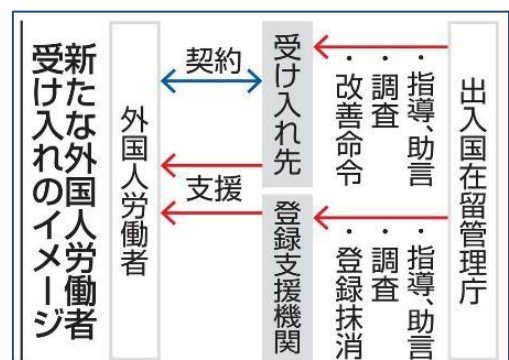 新たな外国人労働者
受け入れのイメージ
外国人労働者
契約
支援
受け入れ先
登録支援機関
・指導、助言
・調査
・改善命令
・指導、助言
・調査
・登録抹消
出入国在留管理庁